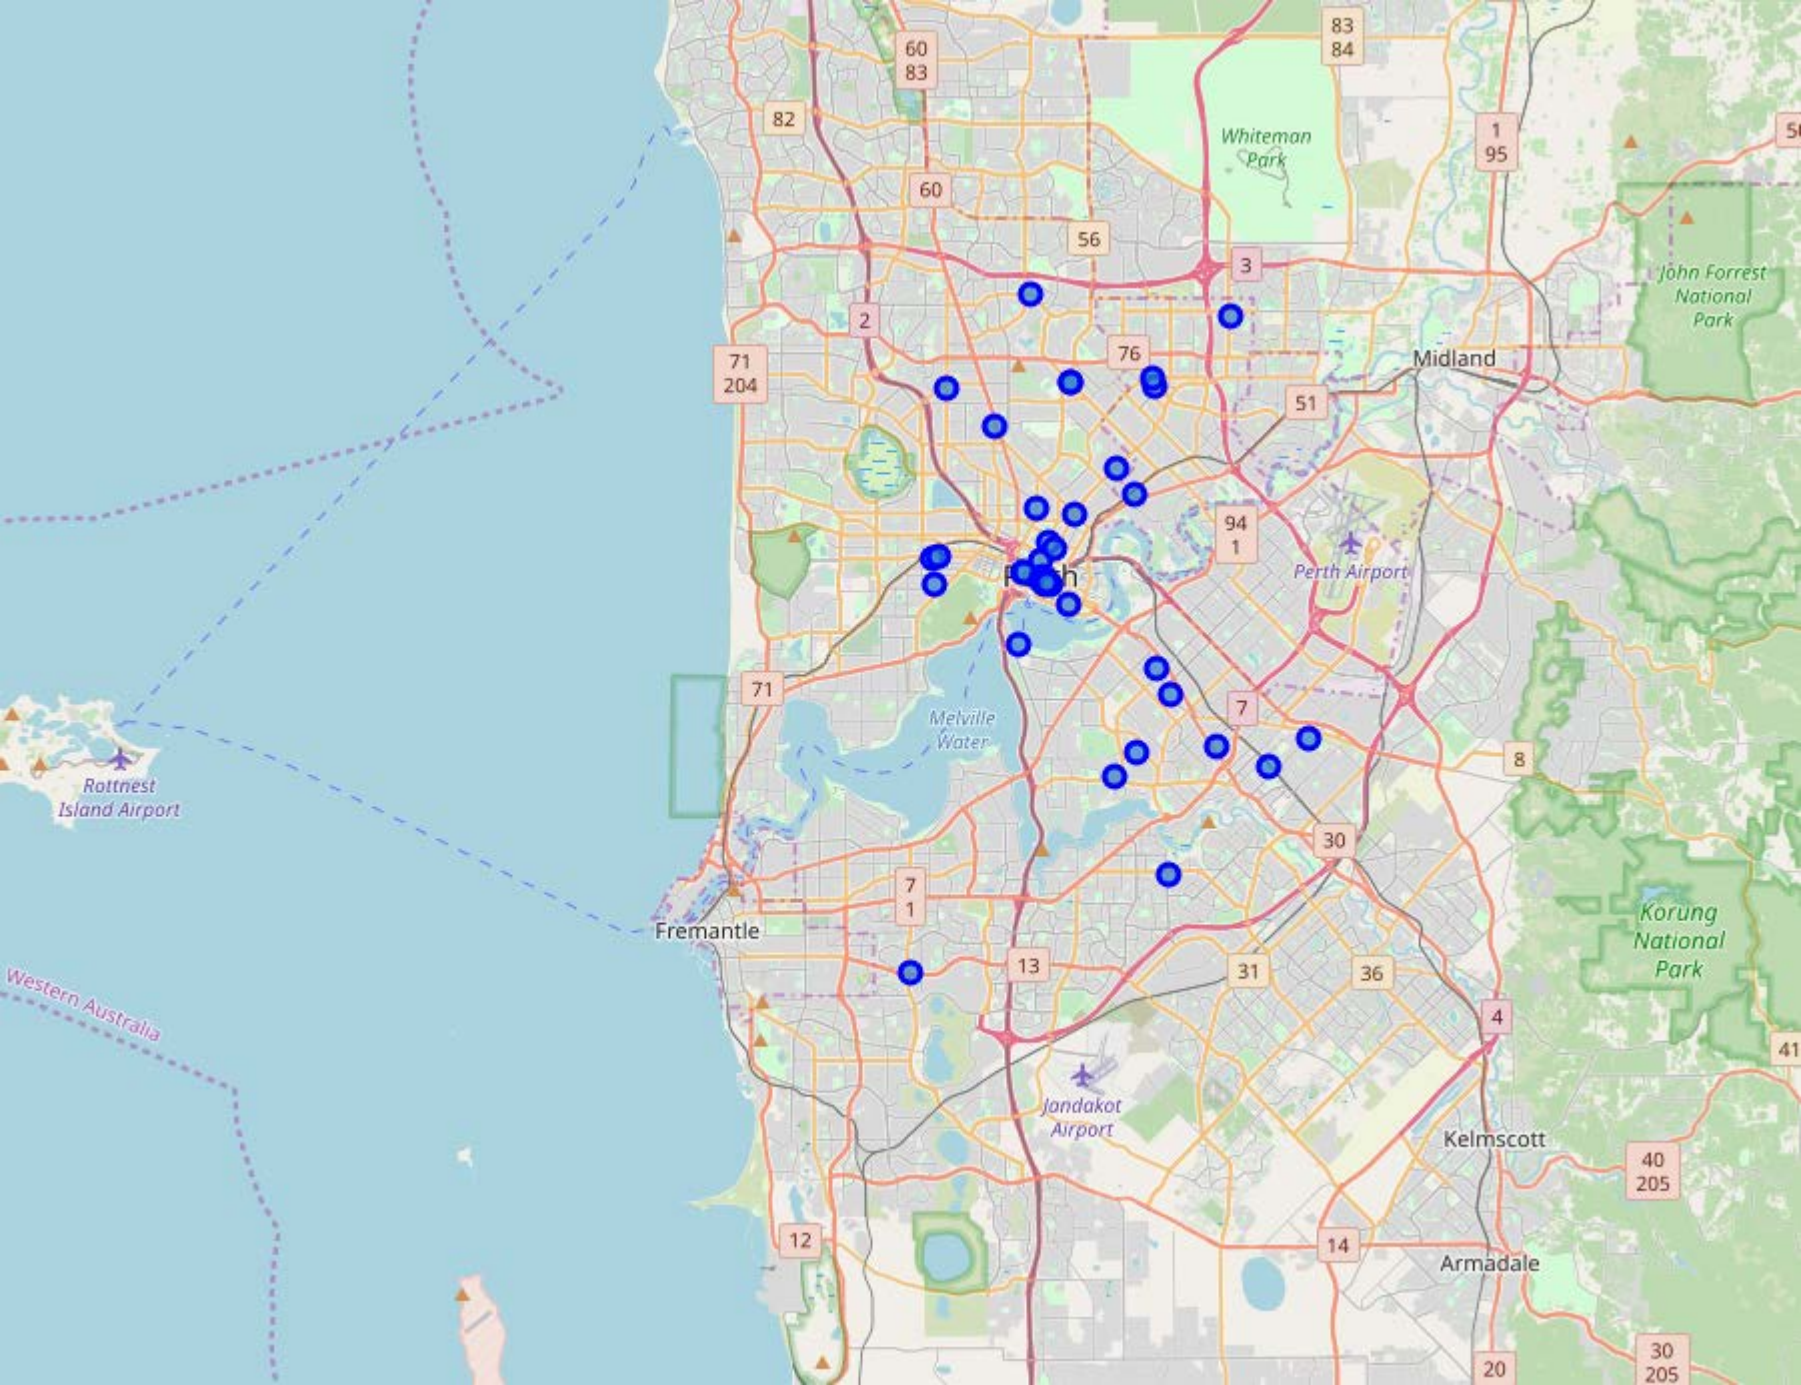 83
84
60
83
82
Whiteman
Park
1
95
60
56
3
John Forrest
National
Park
2
76
Midland
71
204
51
94
1
Perth Airport
71
Melville
Water
7
8
Rottnest
Island Airport
30
7
1
Korung
National
Park
Fremantle
13
31
36
Western Australia
4
41
Jandakot
Airport
Kelmscott
40
205
12
14
Armadale
30
205
20